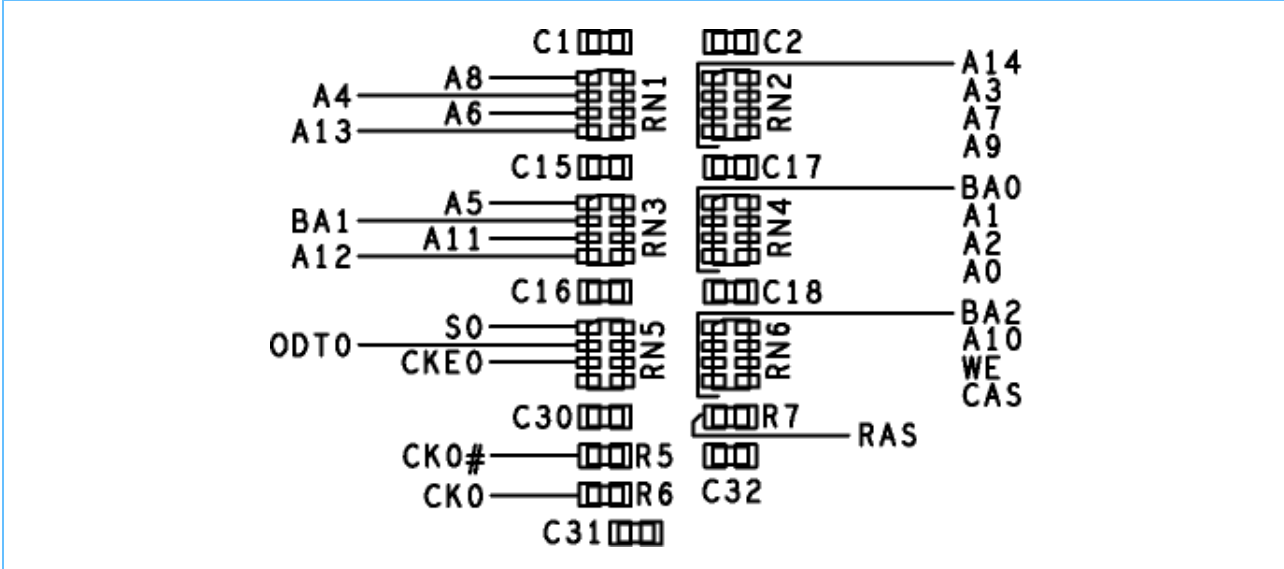 C1 C2
A14
A8 RN1 RN2 A3
A4
A6 A7
A13 A9
C15 C17
BA0
A5 RN3 RN4 A1
BA1
A11 A2
A12 A0
C16 C18
BA2
S0 RN5 RN6 A10
ODT0
CKE0 WE
CAS
C30 R7
RAS
CK0# R5
CK0 R6 C32
C31